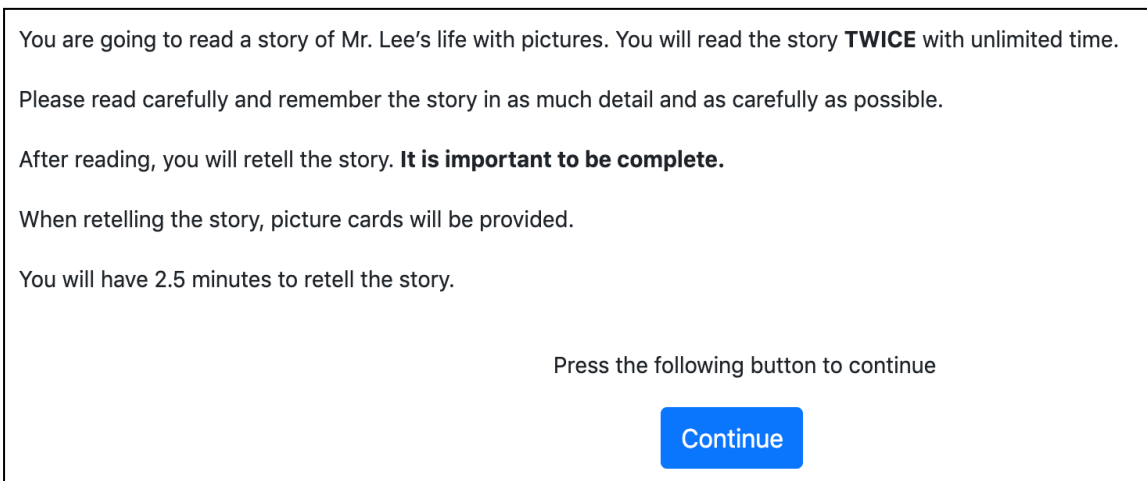 You are going to read a story of Mr. Lee’s life with pictures. You will read the story TWICE with unlimited time.
Please read carefully and remember the story in as much detail and as carefully as possible.
After reading, you will retell the story. It is important to be complete.
When retelling the story, picture cards will be provided.
You will have 2.5 minutes to retell the story.
Press the following button to continue
Continue